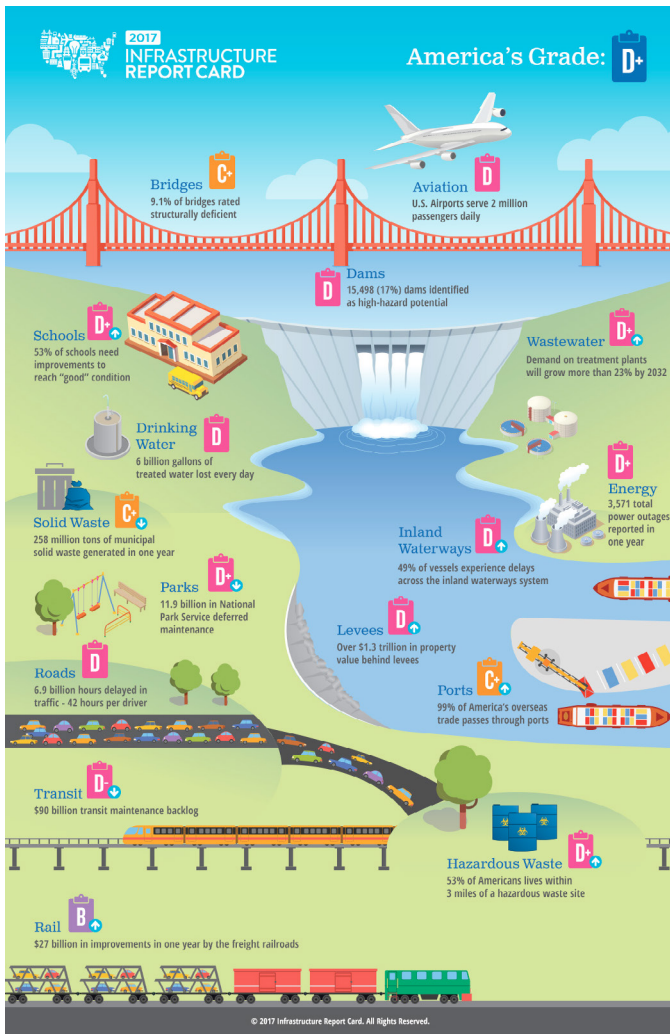 2017
INFRASTRUCTURE
REPORT CARD
America's Grade: D+
C+
Bridges
9.1% of bridges rated
structurally deficient
D
Aviation
U.S. Airports serve 2 million
passengers daily
D
Dams
15,498 (17%) dams identified
as high-hazard potential
D+
Schools
53% of schools need
improvements to
reach "good" condition
D+
Wastewater
Demand on treatment plants
will grow more than 23% by 2032
D
Drinking
Water
6 billion gallons of
treated water lost every day
D+
Energy
3,571 total
power outages
reported in
one year
C+
Solid Waste
258 million tons of municipal
solid waste generated in one year
D
Inland
Waterways
49% of vessels experience delays
across the inland waterways system
D+
Parks
11.9 billion in National
Park Service deferred
maintenance
D
Levees
Over $1.3 trillion in property
value behind levees
D
Roads
6.9 billion hours delayed in
traffic - 42 hours per driver
C+
Ports
99% of America's overseas
trade passes through ports
D-
Transit
$90 billion transit maintenance backlog
D+
Hazardous Waste
53% of Americans lives within
3 miles of a hazardous waste site
B
Rail
$27 billion in improvements in one year by the freight railroads
© 2017 Infrastructure Report Card. All Rights Reserved.